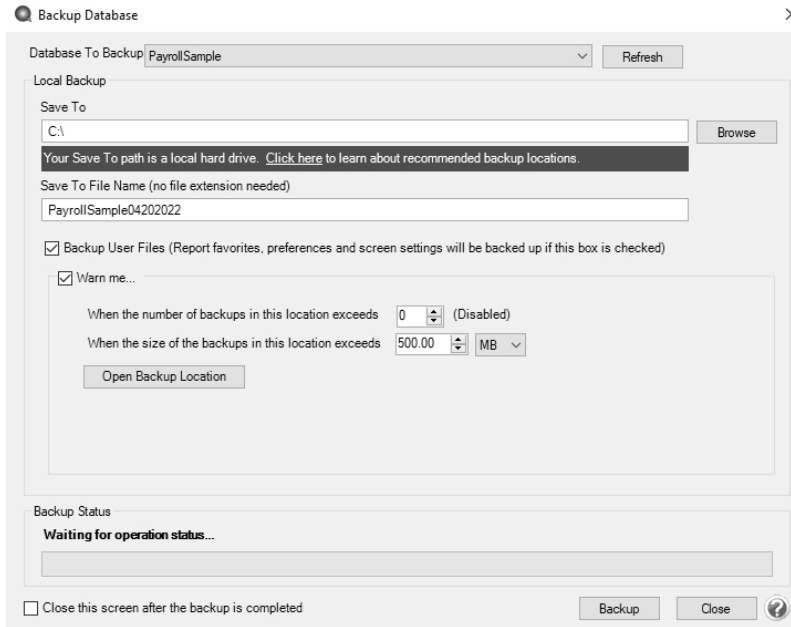 Backup Database
Database To Backup PayrollSample Refresh
Local Backup
Save To
C:\ Browse
Your Save To path is a local hard drive. Click here to learn about recommended backup locations.
Save To File Name (no file extension needed)
PayrollSample04202022
Backup User Files (Report favorites, preferences and screen settings will be backed up if this box is checked)
Warn me...
When the number of backups in this location exceeds 0 (Disabled)
When the size of the backups in this location exceeds 500.00 MB
Open Backup Location
Backup Status
Waiting for operation status...
Close this screen after the backup is completed Backup Close ?